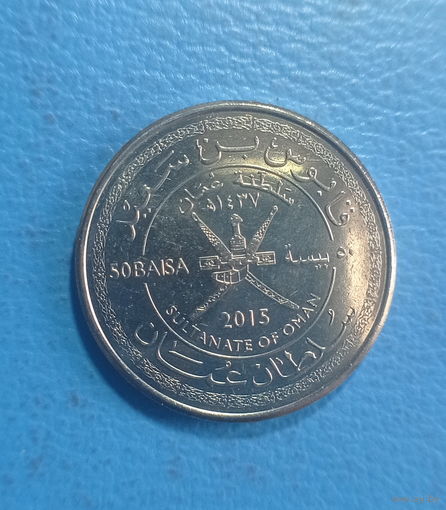 قابوس بن سعيد
سلطنة عمان
١٤٣٧
50 BAISA
٥٠ بيسة
2015
SULTANATE OF OMAN
سلطان عمان